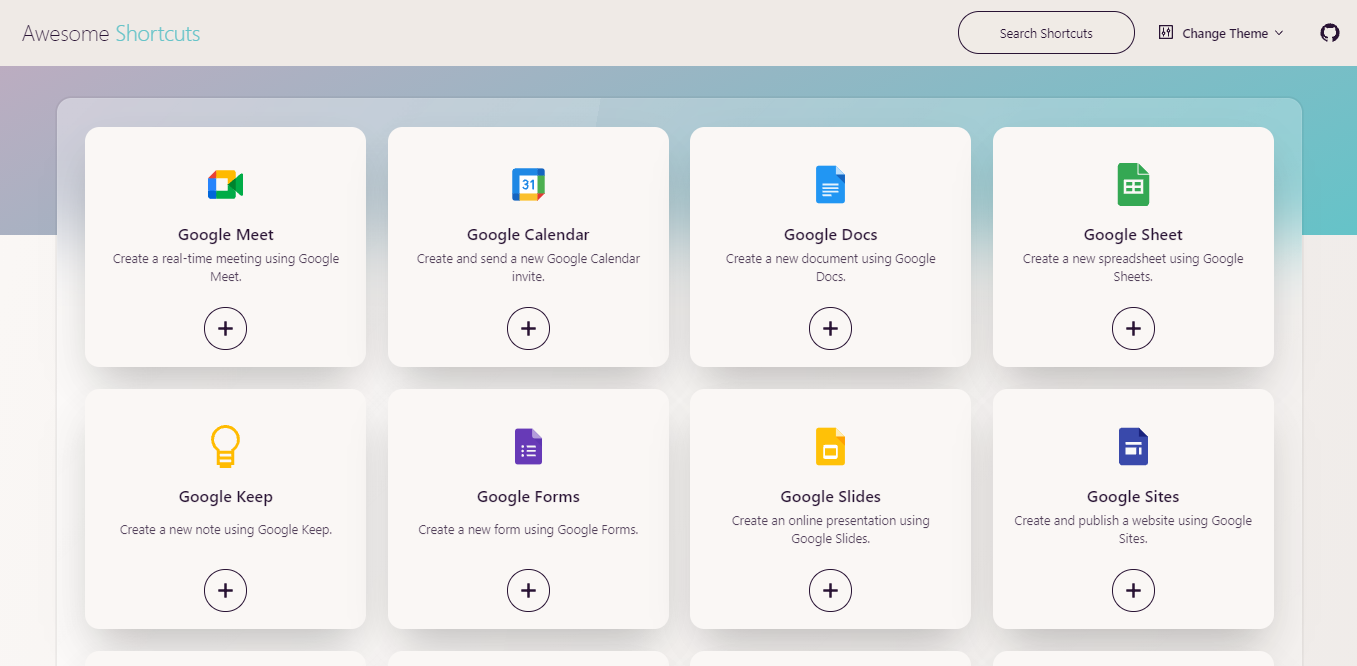 Awesome Shortcuts
Search Shortcuts
Change Theme
31
Google Meet
Create a real-time meeting using Google
Meet.
Google Calendar
Create and send a new Google Calendar
invite.
Google Docs
Create a new document using Google
Docs.
Google Sheet
Create a new spreadsheet using Google
Sheets.
Google Keep
Create a new note using Google Keep.
Google Forms
Create a new form using Google Forms.
Google Slides
Create an online presentation using
Google Slides.
Google Sites
Create and publish a website using Google
Sites.